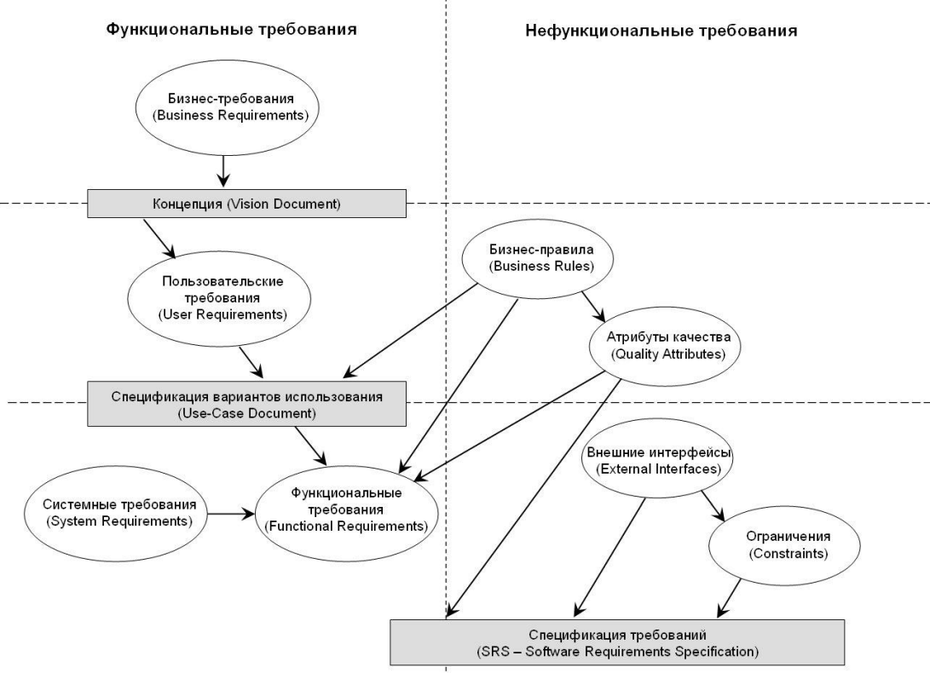 Функциональные требования
Нефункциональные требования
Бизнес-требования
(Business Requirements)
Концепция (Vision Document)
Бизнес-правила
(Business Rules)
Пользовательские
требования
(User Requirements)
Атрибуты качества
(Quality Attributes)
Спецификация вариантов использования
(Use-Case Document)
Внешние интерфейсы
(External Interfaces)
Системные требования
(System Requirements)
Функциональные
требования
(Functional Requirements)
Ограничения
(Constraints)
Спецификация требований
(SRS – Software Requirements Specification)